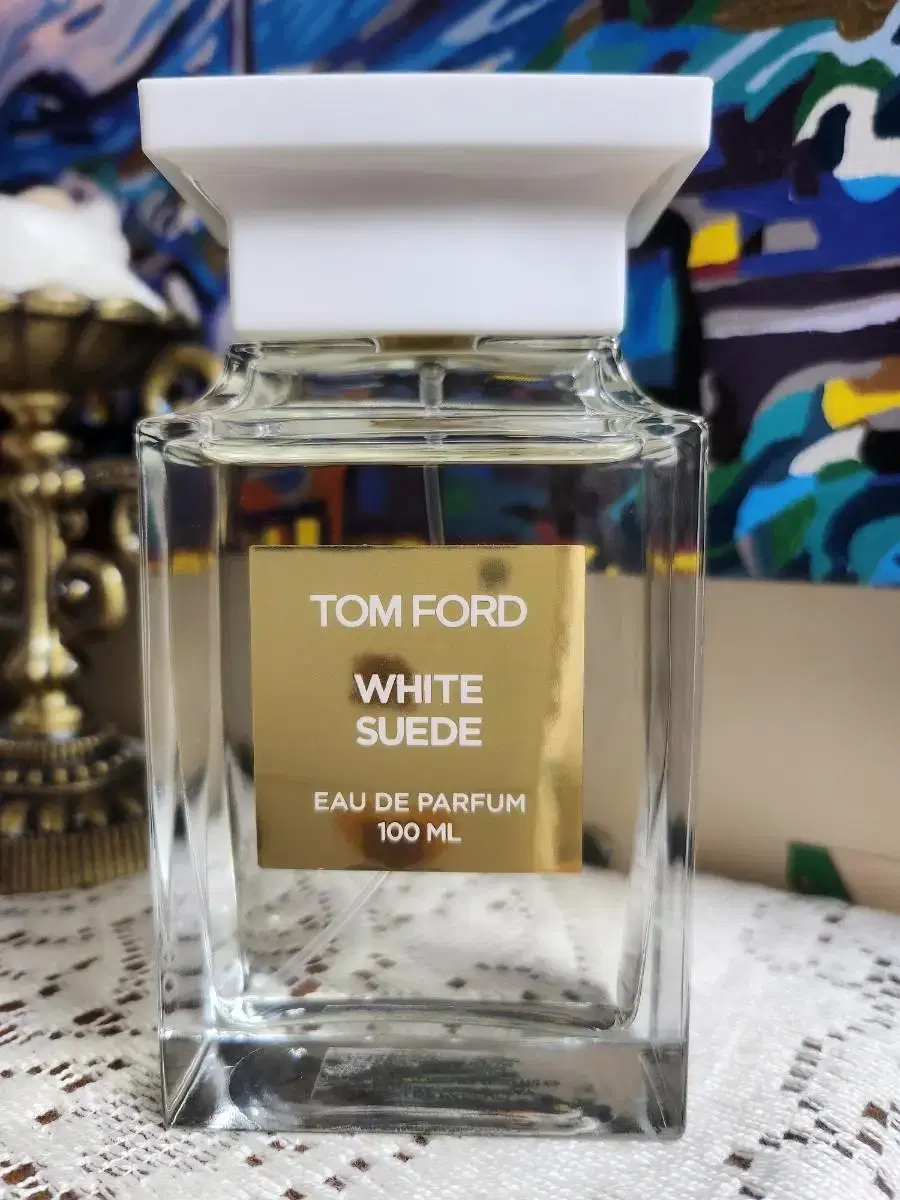 TOM FORD
WHITE
SUEDE
EAU DE PARFUM
100 ML